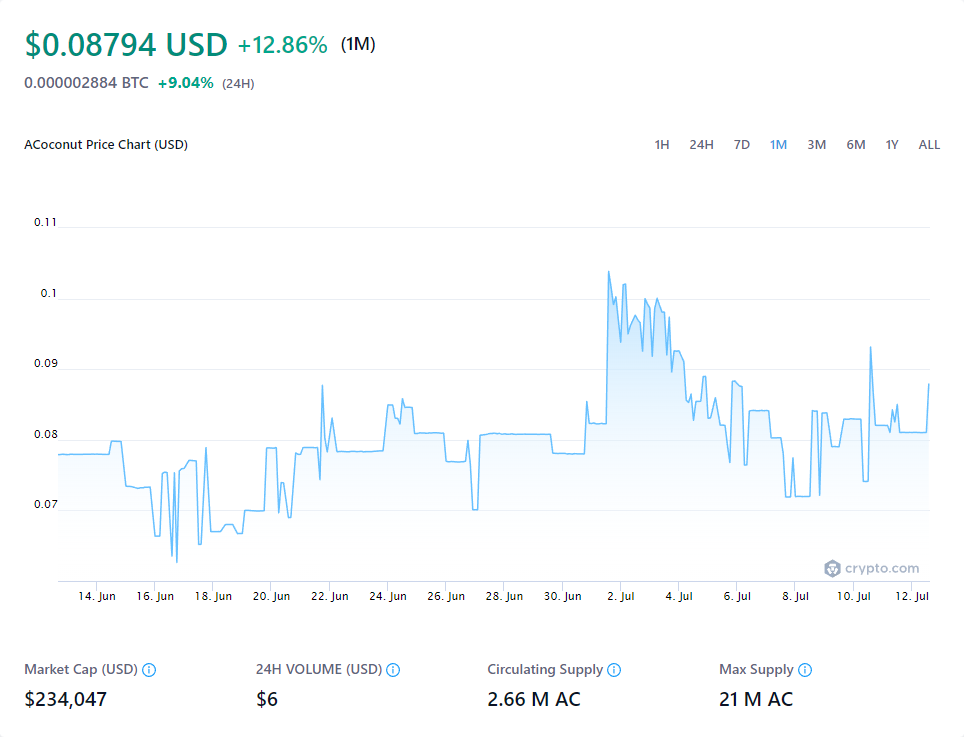 $0.08794 USD +12.86% (1M)
0.000002884 BTC +9.04% (24H)
ACoconut Price Chart (USD) 1H 24H 7D 1M 3M 6M 1Y ALL
0.11
0.1
0.09
0.08
0.07
crypto.com
14. Jun 16. Jun 18. Jun 20. Jun 22. Jun 24. Jun 26. Jun 28. Jun 30. Jun 2. Jul 4. Jul 6. Jul 8. Jul 10. Jul 12. Jul
Market Cap (USD) 24H VOLUME (USD) Circulating Supply Max Supply
$234,047 $6 2.66 M AC 21 M AC